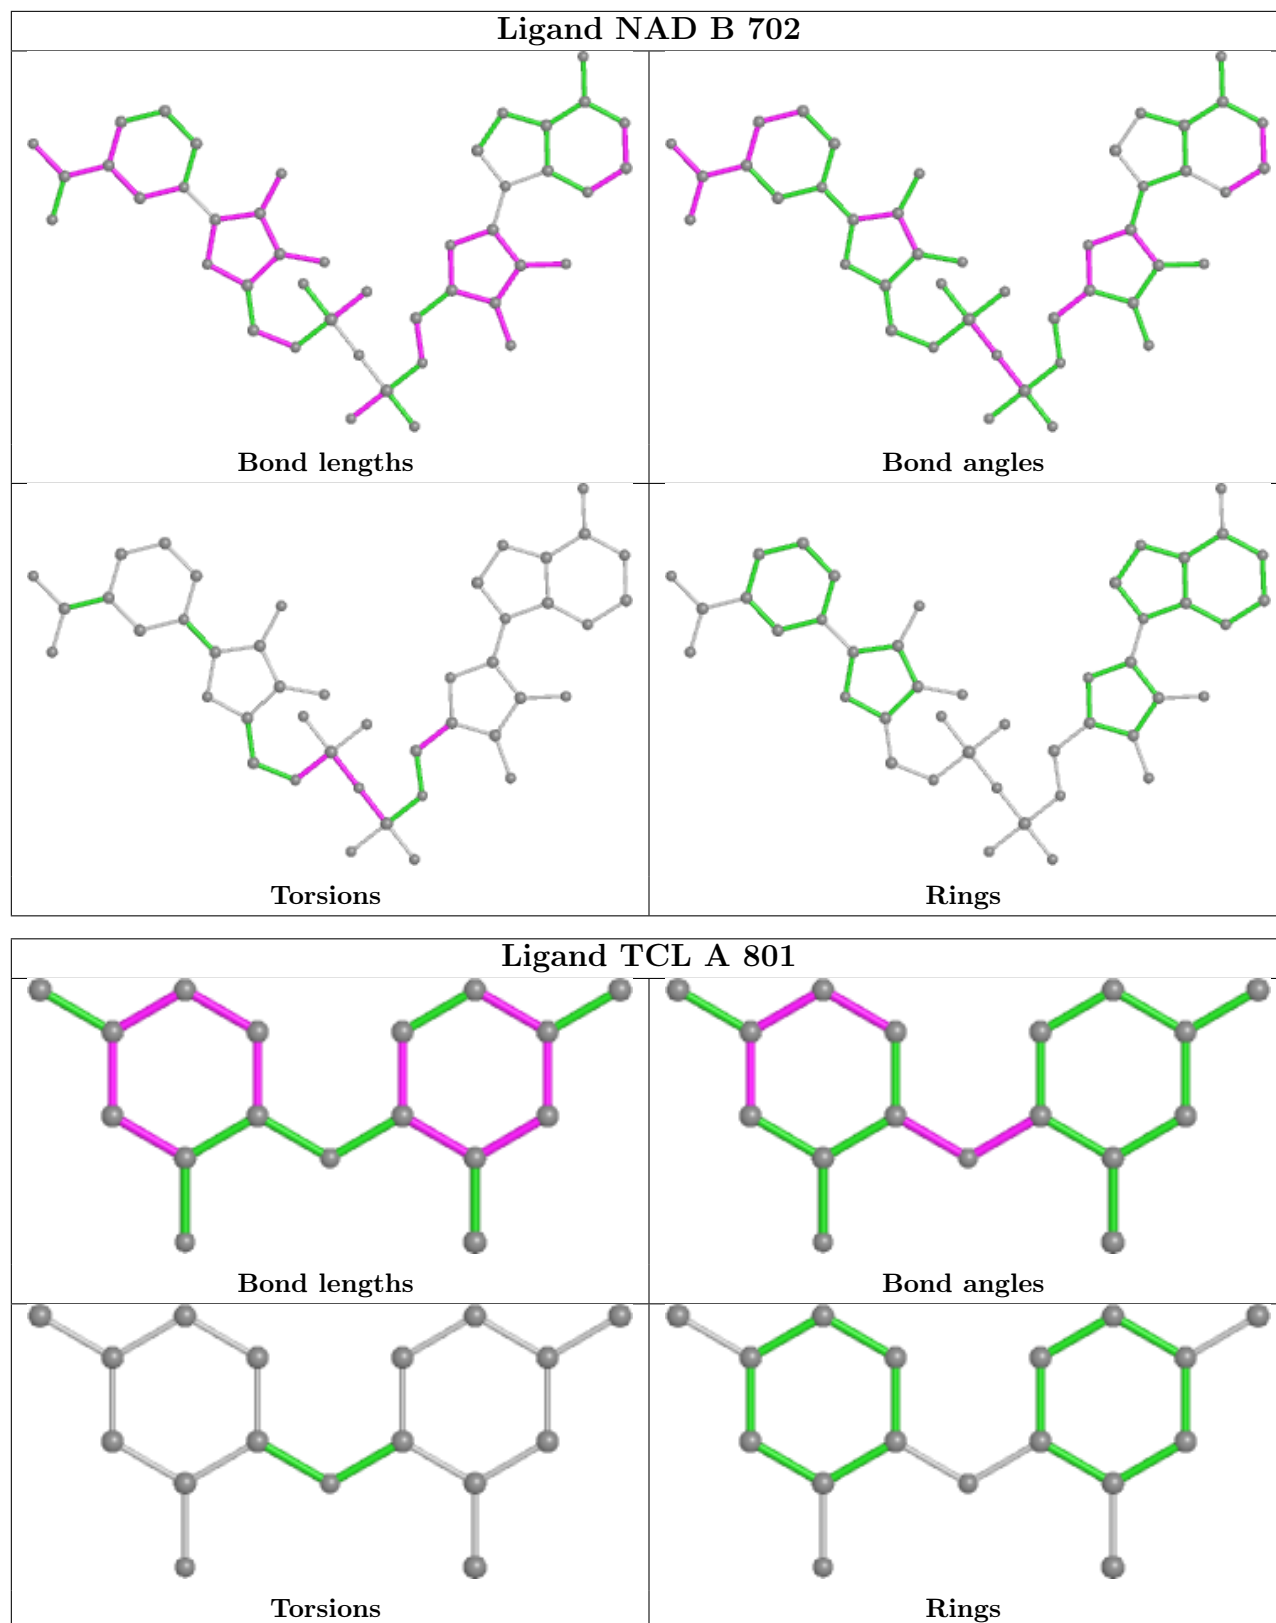 Ligand NAD B 702
Bond lengths
Bond angles
Torsions
Rings
Ligand TCL A 801
Bond lengths
Bond angles
Torsions
Rings